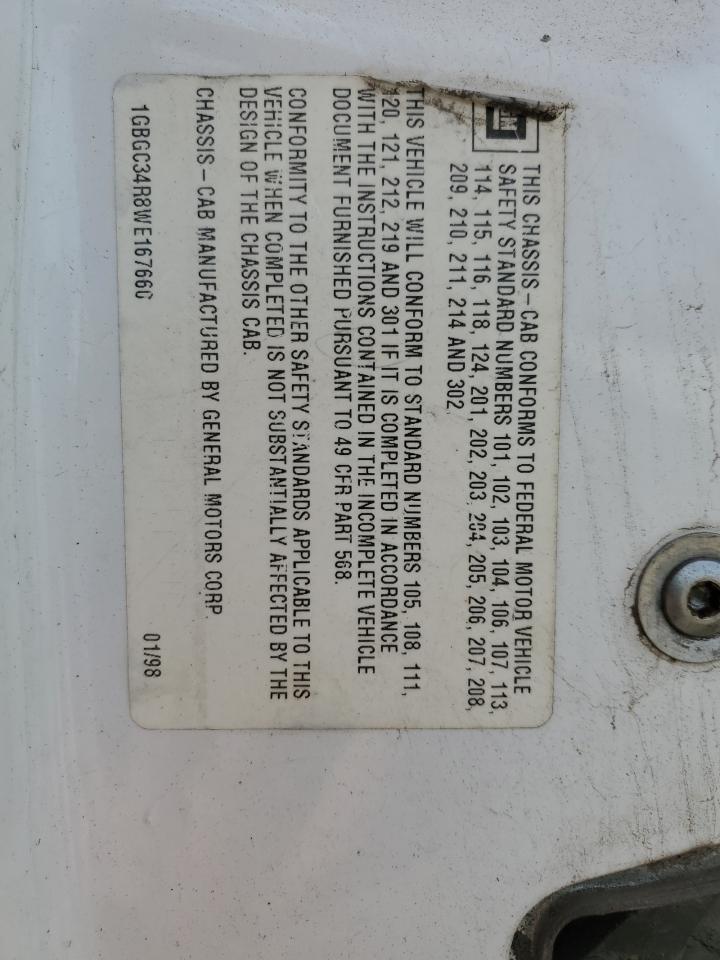 GM
THIS CHASSIS-CAB CONFORMS TO FEDERAL MOTOR VEHICLE
SAFETY STANDARD NUMBERS 101, 102, 103, 104, 106, 107, 113,
114, 115, 116, 118, 124, 201, 202, 203, 204, 205, 206, 207, 208,
209, 210, 211, 214 AND 302.
THIS VEHICLE WILL CONFORM TO STANDARD NUMBERS 105, 108, 111,
120, 121, 212, 219 AND 301 IF IT IS COMPLETED IN ACCORDANCE
WITH THE INSTRUCTIONS CONTAINED IN THE INCOMPLETE VEHICLE
DOCUMENT FURNISHED PURSUANT TO 49 CFR PART 568.
CONFORMITY TO THE OTHER SAFETY STANDARDS APPLICABLE TO THIS
VEHICLE WHEN COMPLETED IS NOT SUBSTANTIALLY AFFECTED BY THE
DESIGN OF THE CHASSIS CAB.
CHASSIS-CAB MANUFACTURED BY GENERAL MOTORS CORP.
1GBGC34R8WE167660 01/98